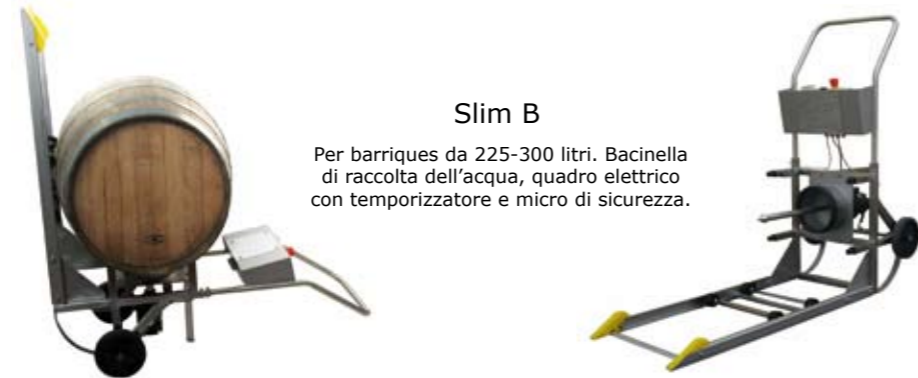 Slim B
Per barriques da 225-300 litri. Bacinella
di raccolta dell’acqua, quadro elettrico
con temporizzatore e micro di sicurezza.